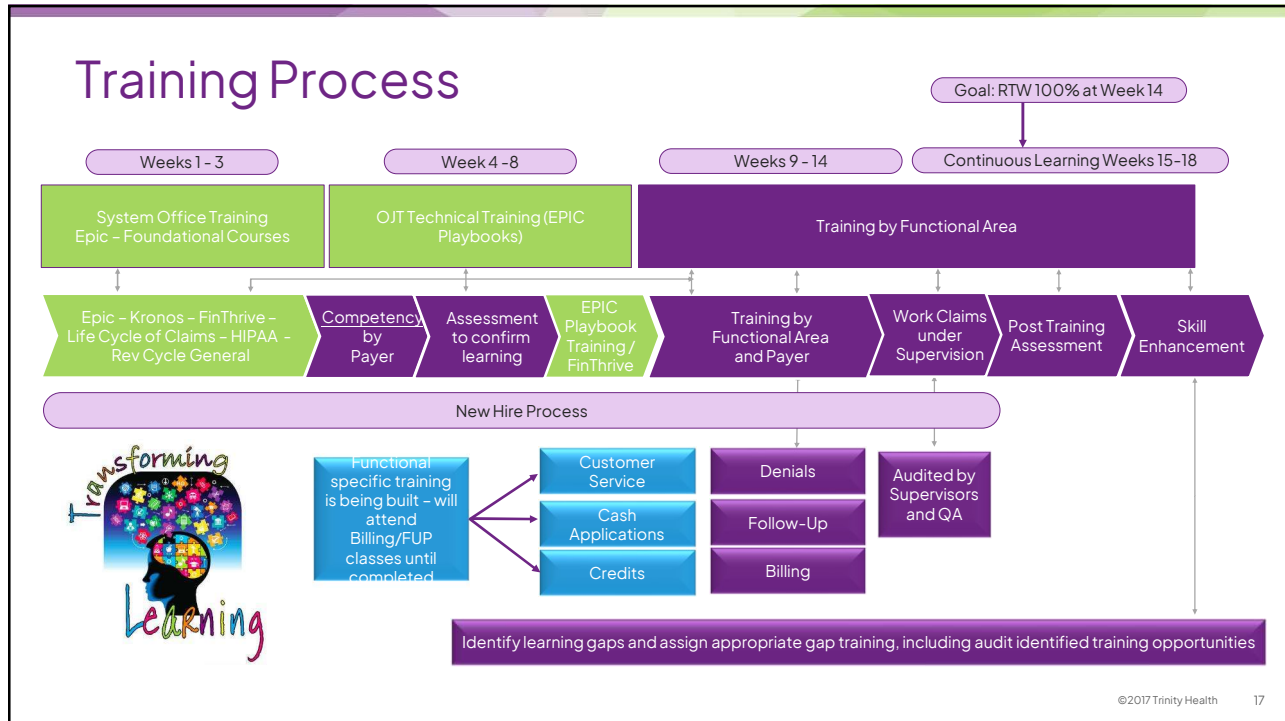 Training Process
Goal: RTW 100% at Week 14
Weeks 1 - 3
Week 4 -8
Weeks 9 - 14
Continuous Learning Weeks 15-18
System Office Training
Epic – Foundational Courses
OJT Technical Training (EPIC
Playbooks)
Training by Functional Area
Epic – Kronos – FinThrive –
Life Cycle of Claims – HIPAA -
Rev Cycle General
Competency
by
Payer
Assessment
to confirm
learning
EPIC
Playbook
Training /
FinThrive
Training by
Functional Area
and Payer
Work Claims
under
Supervision
Post Training
Assessment
Skill
Enhancement
New Hire Process
Transforming
Learning
Functional
specific training
is being built – will
attend
Billing/FUP
classes until
completed
Customer
Service
Cash
Applications
Credits
Denials
Follow-Up
Billing
Audited by
Supervisors
and QA
Identify learning gaps and assign appropriate gap training, including audit identified training opportunities
©2017 Trinity Health
17